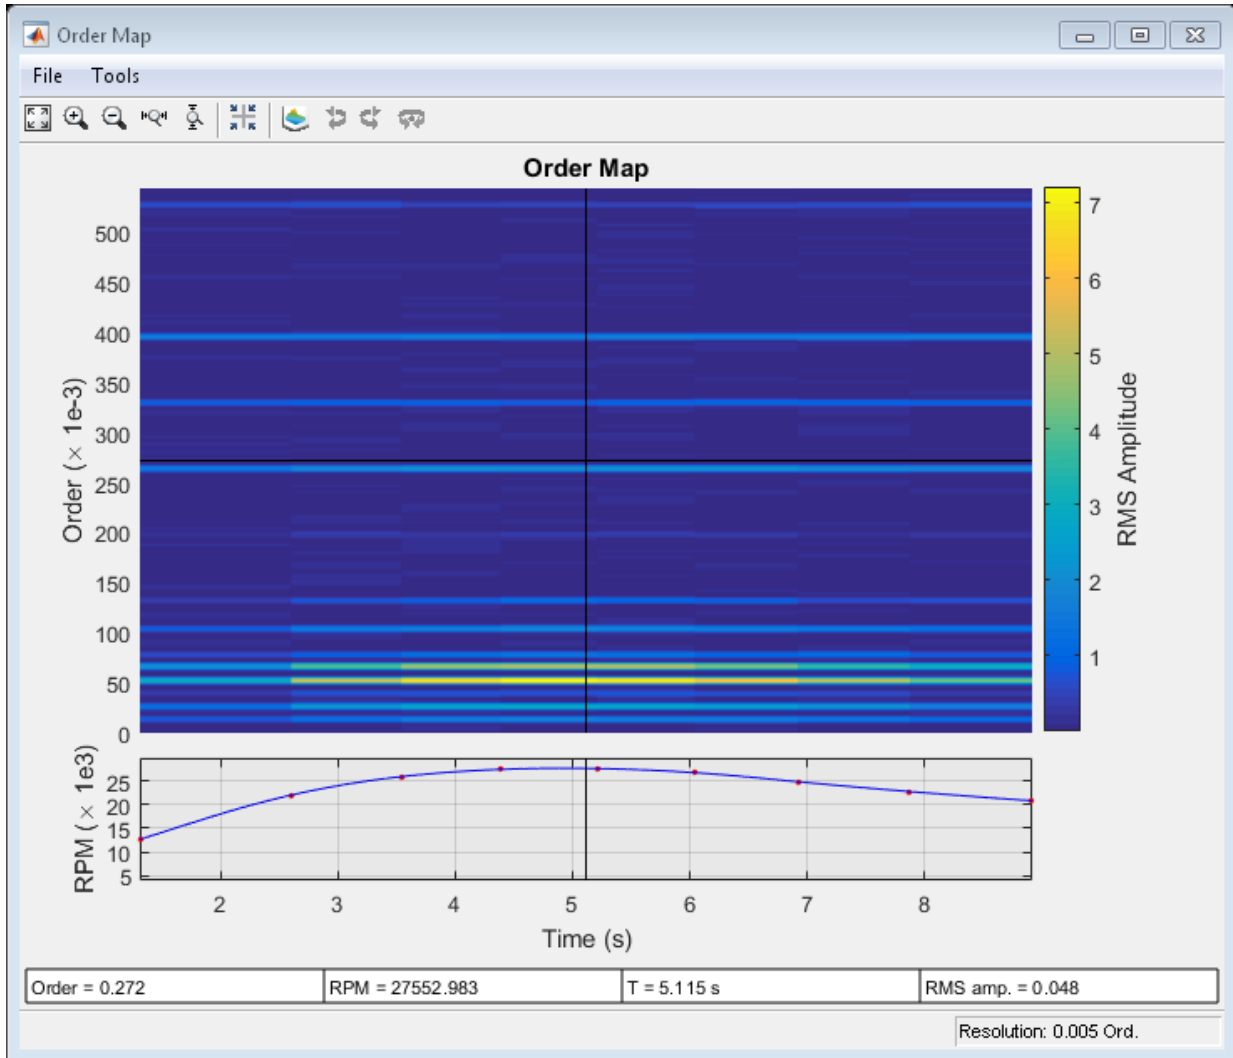 Order Map
File Tools
Order Map
Order (× 1e-3)
500
450
400
350
300
250
200
150
100
50
0
7
6
5
4
3
2
1
RMS Amplitude
RPM (× 1e3)
25
20
15
10
5
2 3 4 5 6 7 8
Time (s)
Order = 0.272 RPM = 27552.983 T = 5.115 s RMS amp. = 0.048
Resolution: 0.005 Ord.